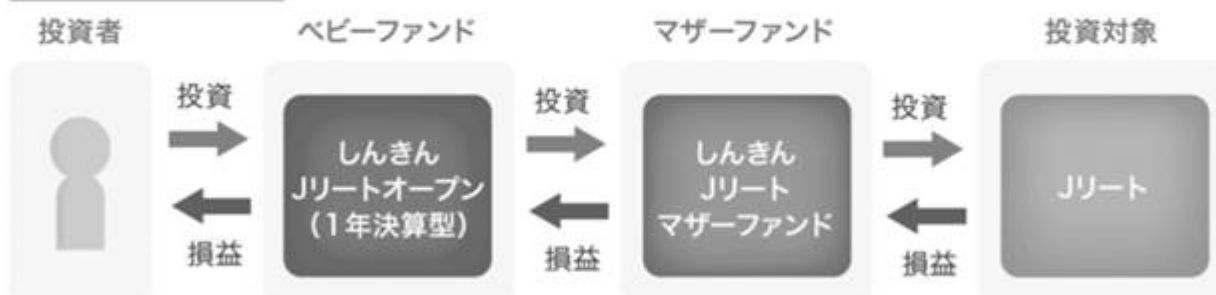 投資者
ベビーファンド
マザーファンド
投資対象
投資
損益
しんきん
Jリートオープン
(1年決算型)
投資
損益
しんきん
Jリート
マザーファンド
投資
損益
Jリート